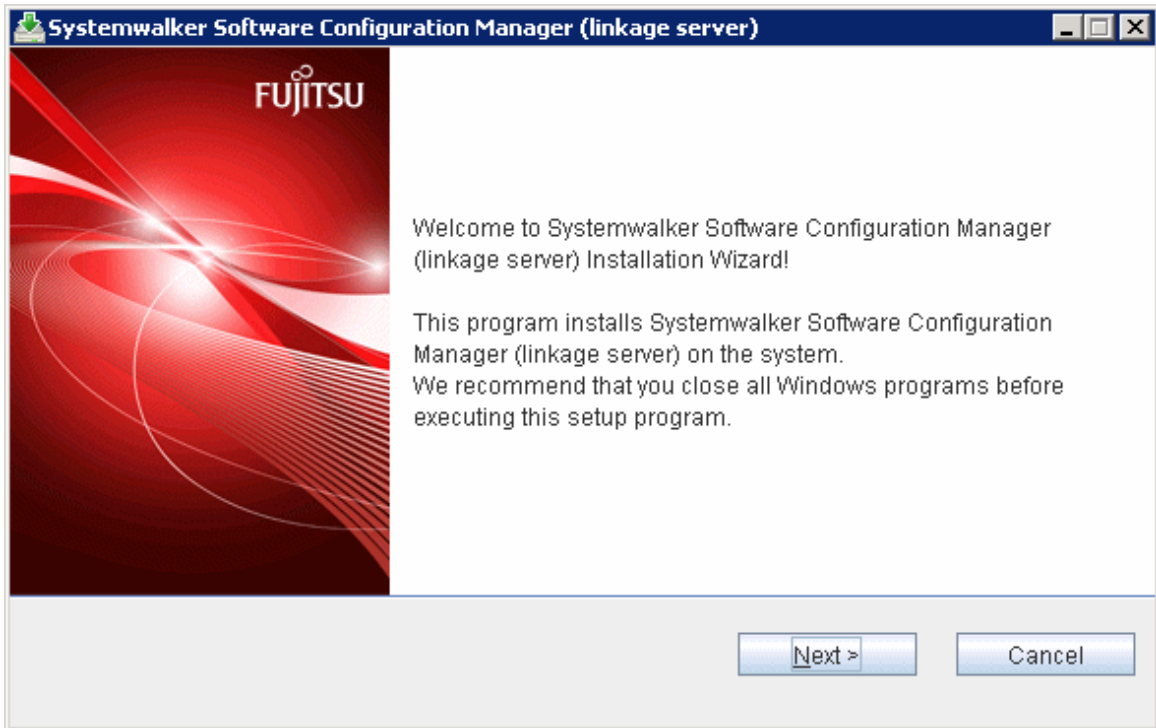 Systemwalker Software Configuration Manager (linkage server)
FUJITSU
Welcome to Systemwalker Software Configuration Manager
(linkage server) Installation Wizard!
This program installs Systemwalker Software Configuration
Manager (linkage server) on the system.
We recommend that you close all Windows programs before
executing this setup program.
Next >
Cancel